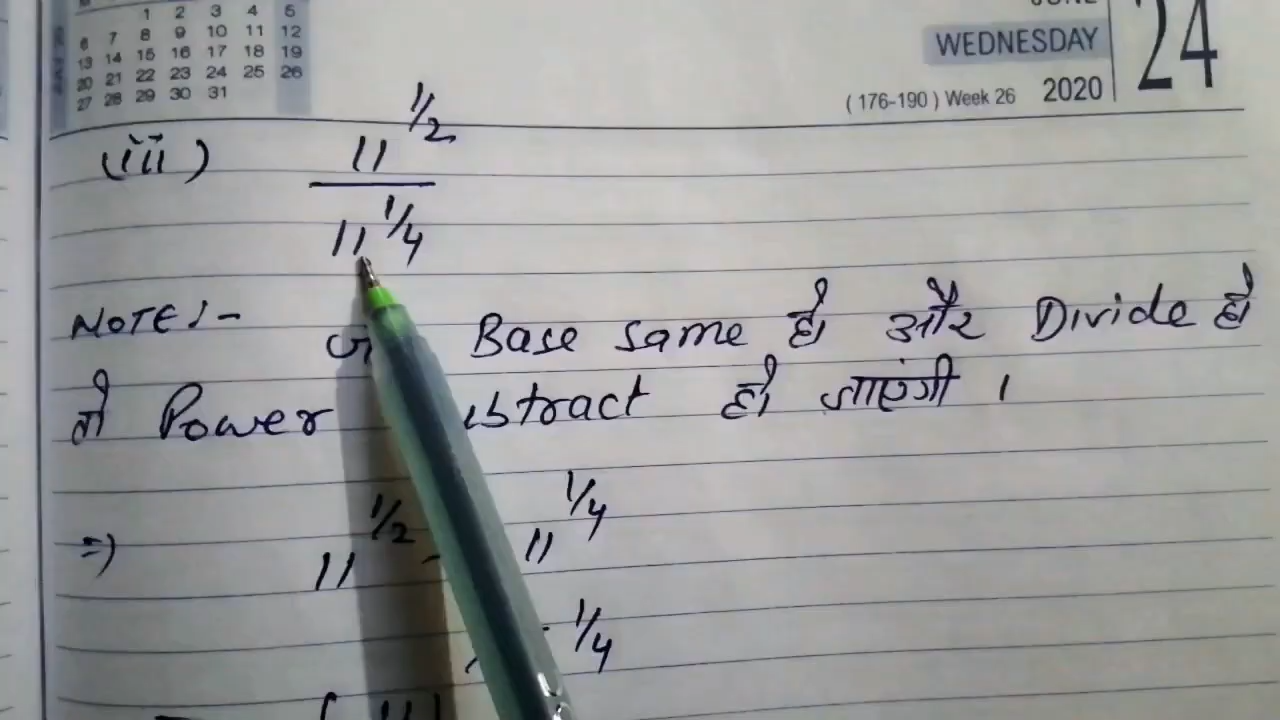 1 2 3 4 5
6 7 8 9 10 11 12
13 14 15 16 17 18 19
20 21 22 23 24 25 26
27 28 29 30 31
WEDNESDAY
24
(176-190) Week 26 2020
(iii) 11^1/2
11^1/4
NOTE:- Base same हो और Divide हो
तो Power हो जाएंगी ।
=) 11^1/2 - 11^1/4
1/4